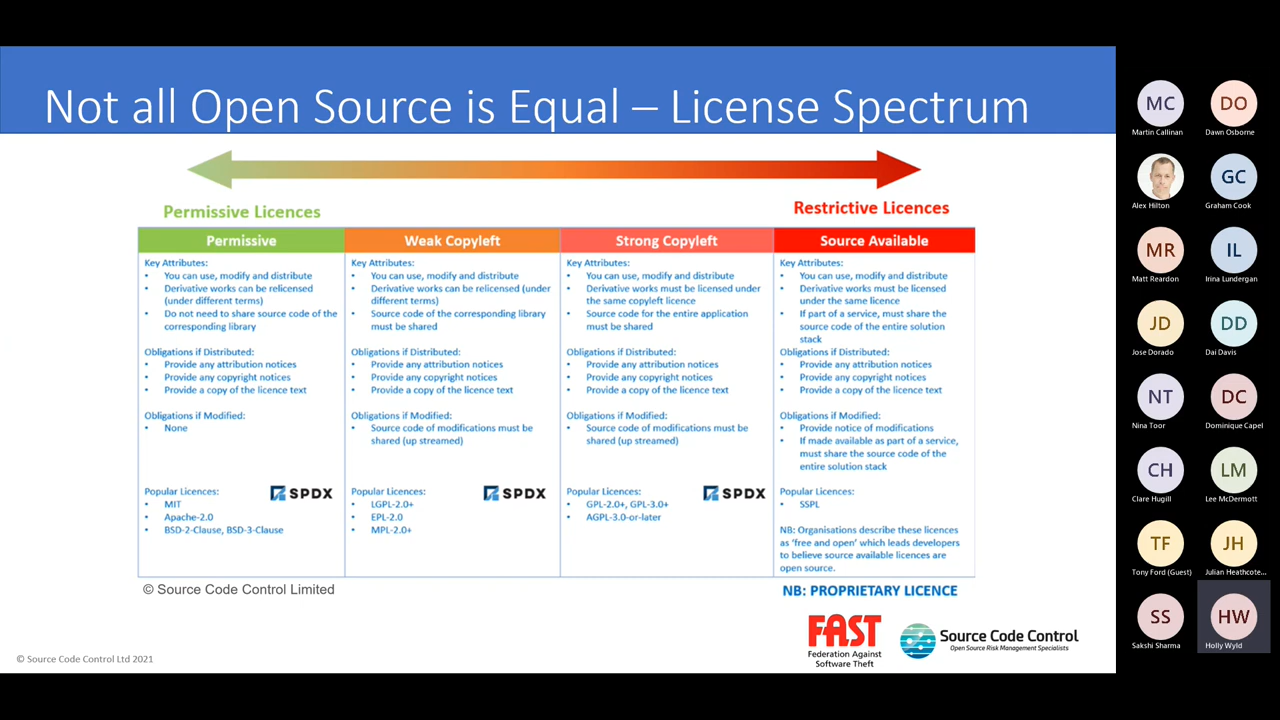 Not all Open Source is Equal – License Spectrum
Permissive Licences
Restrictive Licences
Permissive
Key Attributes:
• You can use, modify and distribute
• Derivative works can be relicensed
(under different terms)
• Do not need to share source code of the
corresponding library
Obligations if Distributed:
• Provide any attribution notices
• Provide any copyright notices
• Provide a copy of the licence text
Obligations if Modified:
• None
Popular Licences:
SPDX
• MIT
• Apache-2.0
• BSD-2-Clause, BSD-3-Clause
Weak Copyleft
Key Attributes:
• You can use, modify and distribute
• Derivative works can be relicensed (under
different terms)
• Source code of the corresponding library
must be shared
Obligations if Distributed:
• Provide any attribution notices
• Provide any copyright notices
• Provide a copy of the licence text
Obligations if Modified:
• Source code of modifications must be
shared (up streamed)
Popular Licences:
SPDX
• LGPL-2.0+
• EPL-2.0
• MPL-2.0+
Strong Copyleft
Key Attributes:
• You can use, modify and distribute
• Derivative works must be licensed under
the same copyleft licence
• Source code for the entire application
must be shared
Obligations if Distributed:
• Provide any attribution notices
• Provide any copyright notices
• Provide a copy of the licence text
Obligations if Modified:
• Source code of modifications must be
shared (up streamed)
Popular Licences:
SPDX
• GPL-2.0+, GPL-3.0+
• AGPL-3.0-or-later
Source Available
Key Attributes:
• You can use, modify and distribute
• Derivative works must be licensed
under the same licence
• If part of a service, must share the
source code of the entire solution
stack
Obligations if Distributed:
• Provide any attribution notices
• Provide any copyright notices
• Provide a copy of the licence text
Obligations if Modified:
• Provide notice of modifications
• If made available as part of a service,
must share the source code of the
entire solution stack
Popular Licences:
• SSPL
NB: Organisations describe these licences
as 'free and open' which leads developers
to believe source available licences are
open source.
© Source Code Control Limited
NB: PROPRIETARY LICENCE
FAST
Federation Against
Software Theft
Source Code Control
Open Source Risk Management Specialists
© Source Code Control Ltd 2021
MC
Martin Callinan
DO
Dawn Osborne
Alex Hilton
GC
Graham Cook
MR
Matt Reardon
IL
Irina Lundergan
JD
Jose Dorado
DD
Dai Davis
NT
Nina Toor
DC
Dominique Capel
CH
Clare Hugill
LM
Lee McDermott
TF
Tony Ford (Guest)
JH
Julian Heathcote...
SS
Sakshi Sharma
HW
Holly Wyld